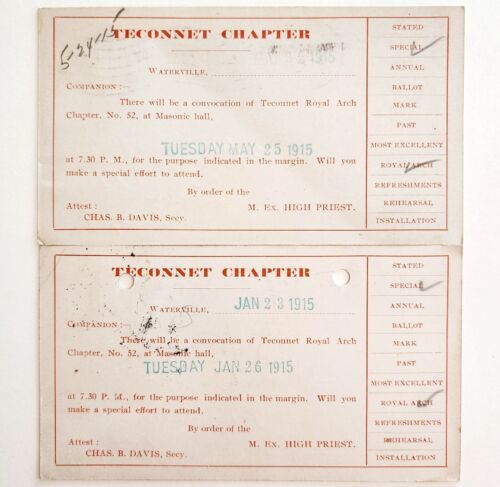 5-24-15
TECONNET CHAPTER
WATERVILLE, 1915
COMPANION :—
There will be a convocation of Teconnet Royal Arch
Chapter, No. 52, at Masonic hall,
TUESDAY MAY 25 1915
at 7.30 P. M., for the purpose indicated in the margin. Will you
make a special effort to attend.
By order of the
M. Ex. HIGH PRIEST.
Attest :
CHAS. B. DAVIS, Secy.
STATED
SPECIAL
ANNUAL
BALLOT
MARK
PAST
MOST EXCELLENT
ROYAL ARCH
REFRESHMENTS
REHEARSAL
INSTALLATION
TECONNET CHAPTER
WATERVILLE, JAN 23 1915
COMPANION :—
There will be a convocation of Teconnet Royal Arch
Chapter, No. 52, at Masonic hall,
TUESDAY JAN 26 1915
at 7.30 P. M., for the purpose indicated in the margin. Will you
make a special effort to attend.
By order of the
M. Ex. HIGH PRIEST.
Attest :
CHAS. B. DAVIS, Secy.
STATED
SPECIAL
ANNUAL
BALLOT
MARK
PAST
MOST EXCELLENT
ROYAL ARCH
REFRESHMENTS
REHEARSAL
INSTALLATION